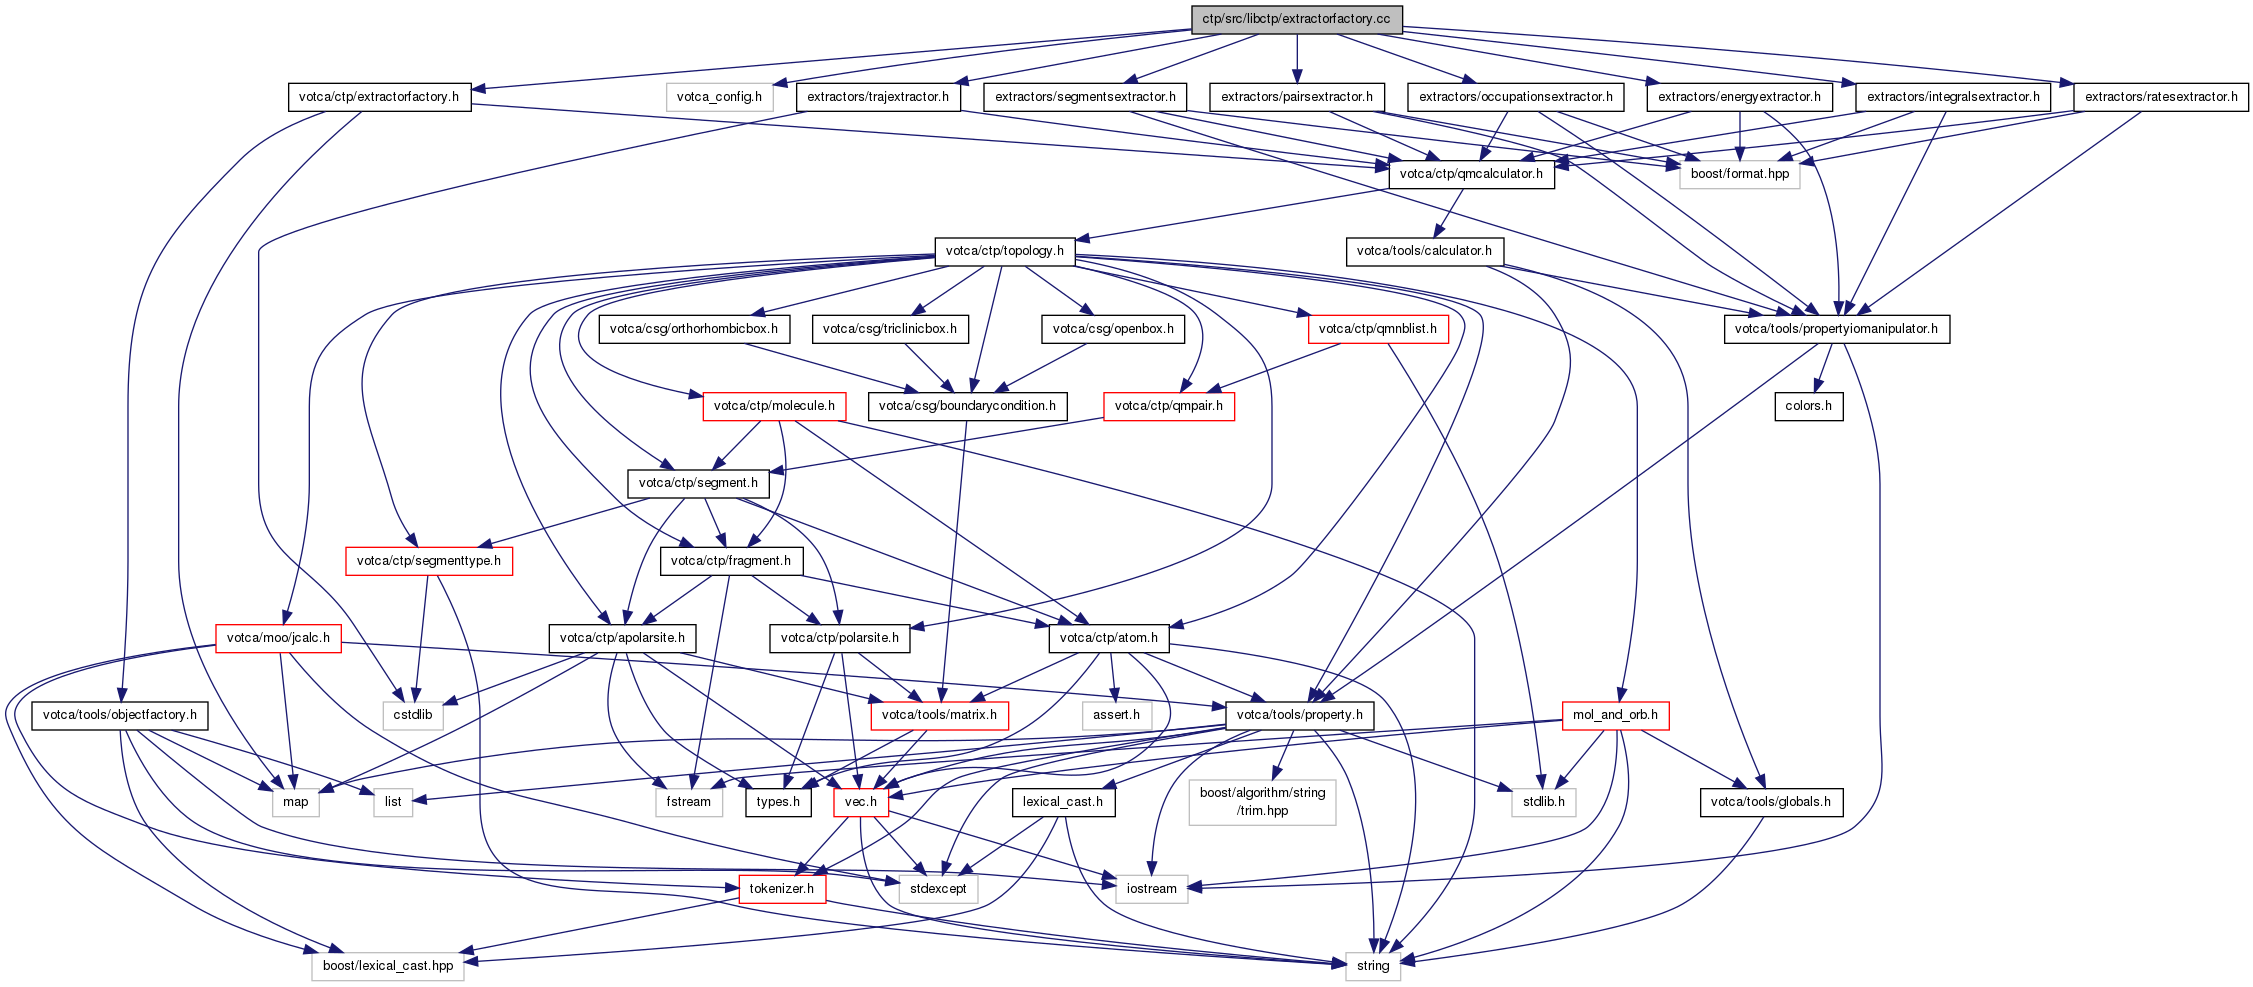 ctp/src/libctp/extractorfactory.cc
votca/ctp/extractorfactory.h
votca_config.h
extractors/trajextractor.h
extractors/segmentsextractor.h
extractors/pairsextractor.h
extractors/occupationsextractor.h
extractors/energyextractor.h
extractors/integralsextractor.h
extractors/ratesextractor.h
votca/ctp/qmcalculator.h
boost/format.hpp
votca/ctp/topology.h
votca/tools/calculator.h
votca/csg/orthorhombicbox.h
votca/csg/triclinicbox.h
votca/csg/openbox.h
votca/ctp/qmnblist.h
votca/tools/propertyiomanipulator.h
votca/ctp/molecule.h
votca/csg/boundarycondition.h
votca/ctp/qmpair.h
colors.h
votca/ctp/segment.h
votca/ctp/segmenttype.h
votca/ctp/fragment.h
votca/moo/jcalc.h
votca/ctp/apolarsite.h
votca/ctp/polarsite.h
votca/ctp/atom.h
votca/tools/objectfactory.h
cstdlib
votca/tools/matrix.h
assert.h
votca/tools/property.h
mol_and_orb.h
map
list
fstream
types.h
vec.h
lexical_cast.h
boost/algorithm/string
/trim.hpp
stdlib.h
votca/tools/globals.h
tokenizer.h
stdexcept
iostream
boost/lexical_cast.hpp
string